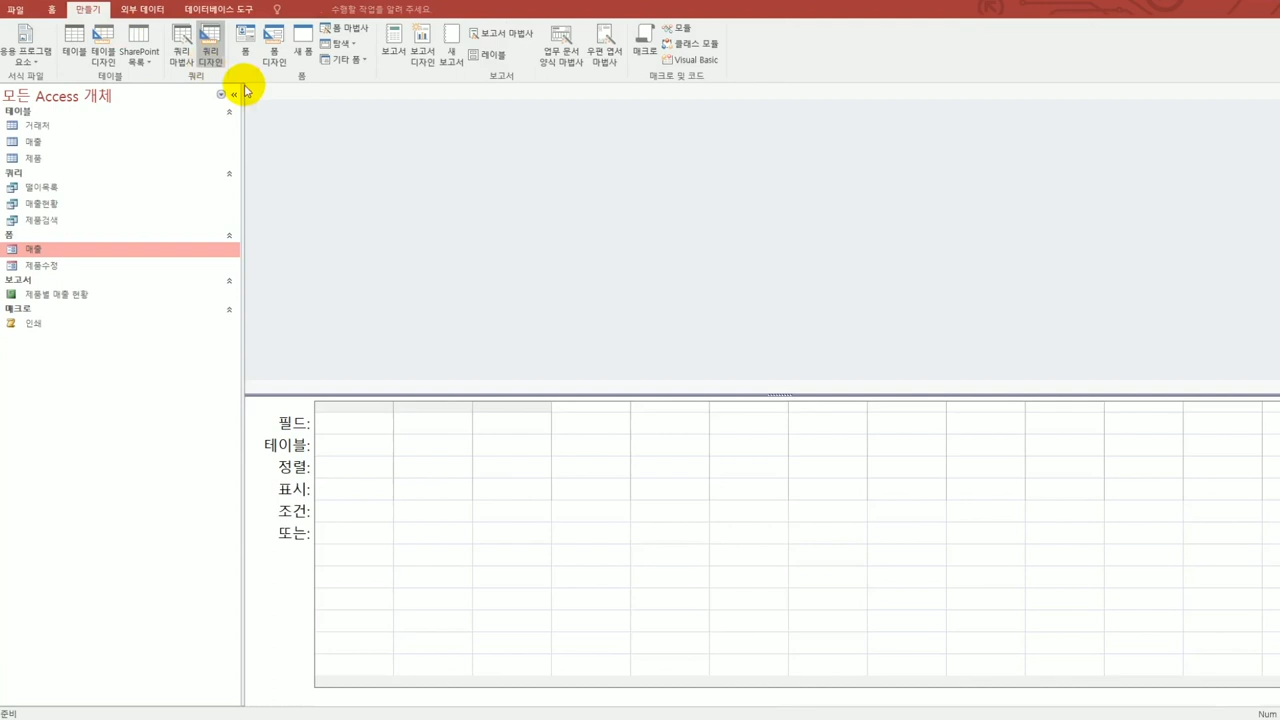 파일 홈 만들기 외부 데이터 데이터베이스 도구 수행할 작업을 알려 주세요.
응용 프로그램 요소
테이블
테이블 디자인
SharePoint 목록
쿼리 마법사
쿼리 디자인
폼
폼 디자인
새 폼
폼 마법사
탐색
기타 폼
보고서
보고서 디자인
새 보고서
보고서 마법사
레이블
업무 문서 양식 마법사
우편 엽서 마법사
매크로
모듈
클래스 모듈
Visual Basic
서식 파일 테이블 쿼리 폼 보고서 매크로 및 코드
모든 Access 개체
테이블
거래처
매출
제품
쿼리
떨이목록
매출현황
제품검색
폼
매출
제품수정
보고서
제품별 매출 현황
매크로
인쇄
필드:
테이블:
정렬:
표시:
조건:
또는:
준비
Num